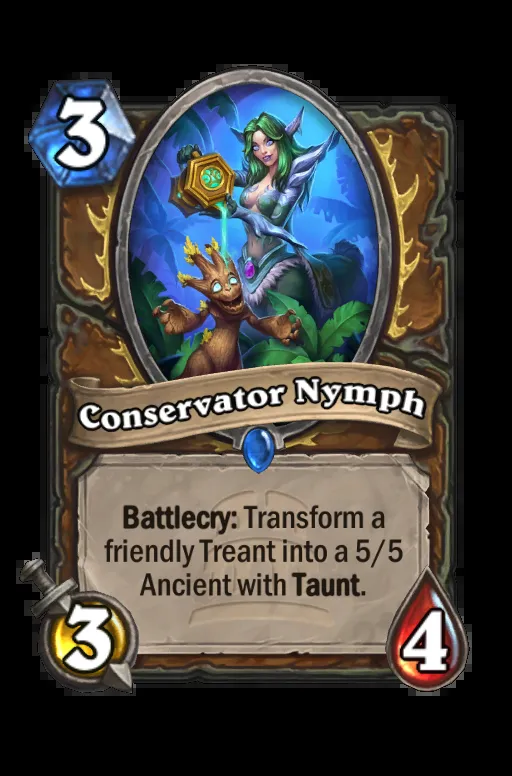 3
Conservator Nymph
Battlecry: Transform a
friendly Treant into a 5/5
Ancient with Taunt.
3
4